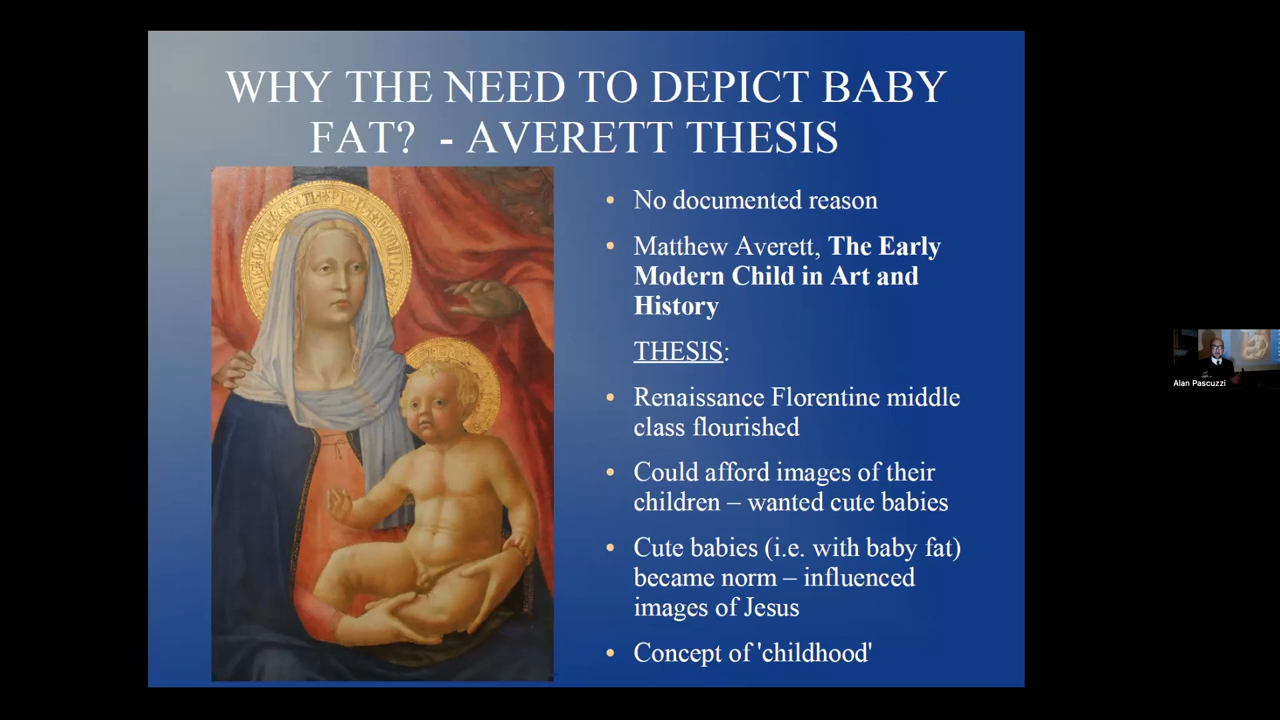 WHY THE NEED TO DEPICT BABY
FAT? - AVERETT THESIS
• No documented reason
• Matthew Averett, The Early
Modern Child in Art and
History
THESIS:
• Renaissance Florentine middle
class flourished
• Could afford images of their
children – wanted cute babies
• Cute babies (i.e. with baby fat)
became norm – influenced
images of Jesus
• Concept of 'childhood'
Alan Pascuzzi